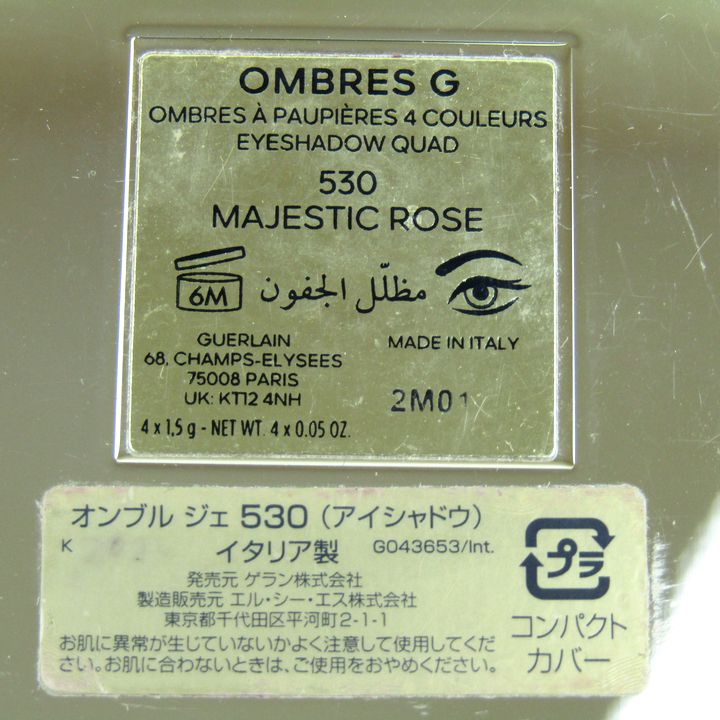 OMBRES G
OMBRES À PAUPIÈRES 4 COULEURS
EYESHADOW QUAD
530
MAJESTIC ROSE
6M مظلّل الجفون
GUERLAIN
68, CHAMPS-ELYSEES
75008 PARIS
UK: KT12 4NH
MADE IN ITALY
2M01
4 x 1,5 g - NET WT. 4 x 0.05 OZ.
オンブル ジェ 530 (アイシャドウ)
K イタリア製 G043653/Int.
発売元 ゲラン株式会社
製造販売元 エル・シー・エス株式会社
東京都千代田区平河町2-1-1
お肌に異常が生じていないかよく注意して使用してくだ
さい。お肌に合わないときは、ご使用をおやめください。
プラ
コンパクト
カバー